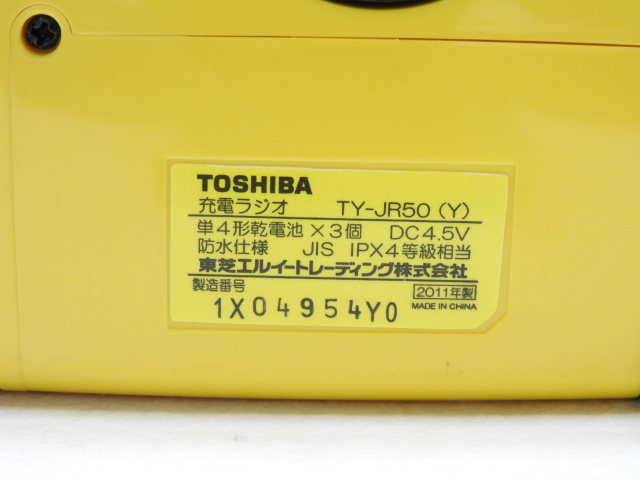 TOSHIBA
充電ラジオ TY-JR50 (Y)
単4形乾電池×3個 DC4.5V
防水仕様 JIS IPX4等級相当
東芝エルイートレーディング株式会社
製造番号 2011年製
1X04954Y0 MADE IN CHINA